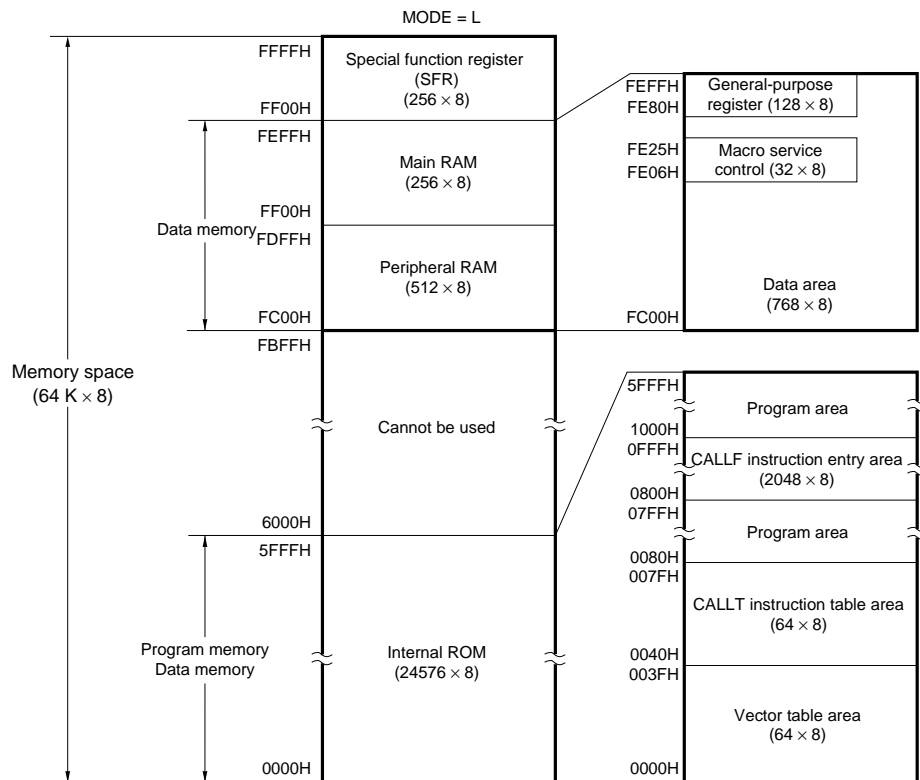 MODE = L
FFFFH
Special function register
(SFR)
(256 × 8)
FF00H
FEFFH
Main RAM
(256 × 8)
FF00H
Data memory
FDFFH
Peripheral RAM
(512 × 8)
FC00H
FBFFH
Memory space
(64 K × 8)
Cannot be used
6000H
5FFFH
Program memory
Data memory
Internal ROM
(24576 × 8)
0000H
FEFFH
General-purpose
register (128 × 8)
FE80H
FE25H
Macro service
control (32 × 8)
FE06H
Data area
(768 × 8)
FC00H
5FFFH
Program area
1000H
0FFFH
CALLF instruction entry area
(2048 × 8)
0800H
07FFH
Program area
0080H
007FH
CALLT instruction table area
(64 × 8)
0040H
003FH
Vector table area
(64 × 8)
0000H